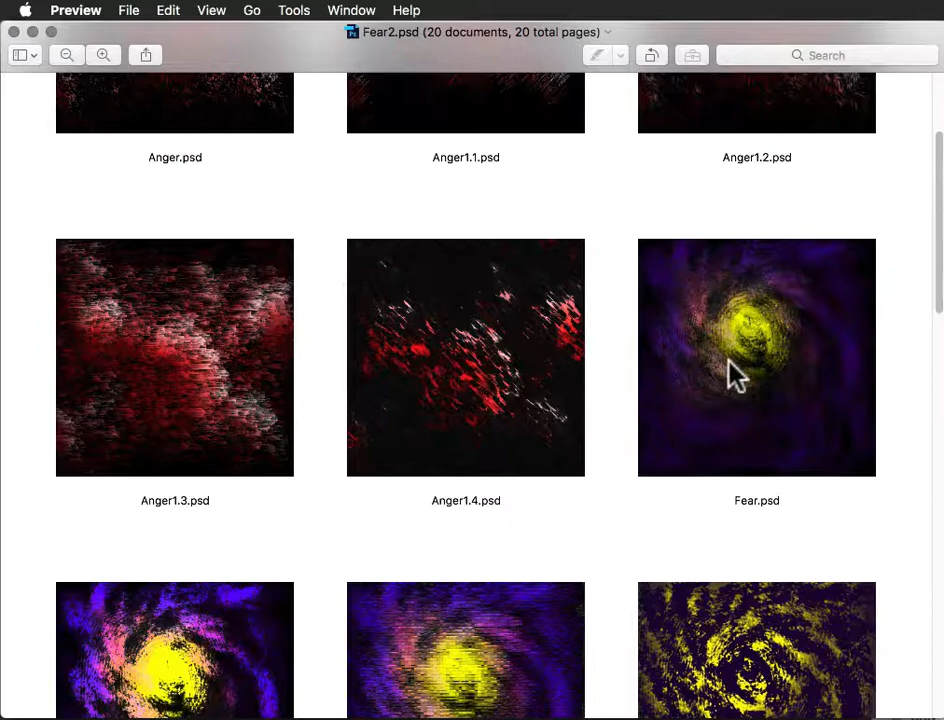 Preview File Edit View Go Tools Window Help
Fear2.psd (20 documents, 20 total pages)
Search
Anger.psd
Anger1.1.psd
Anger1.2.psd
Anger1.3.psd
Anger1.4.psd
Fear.psd